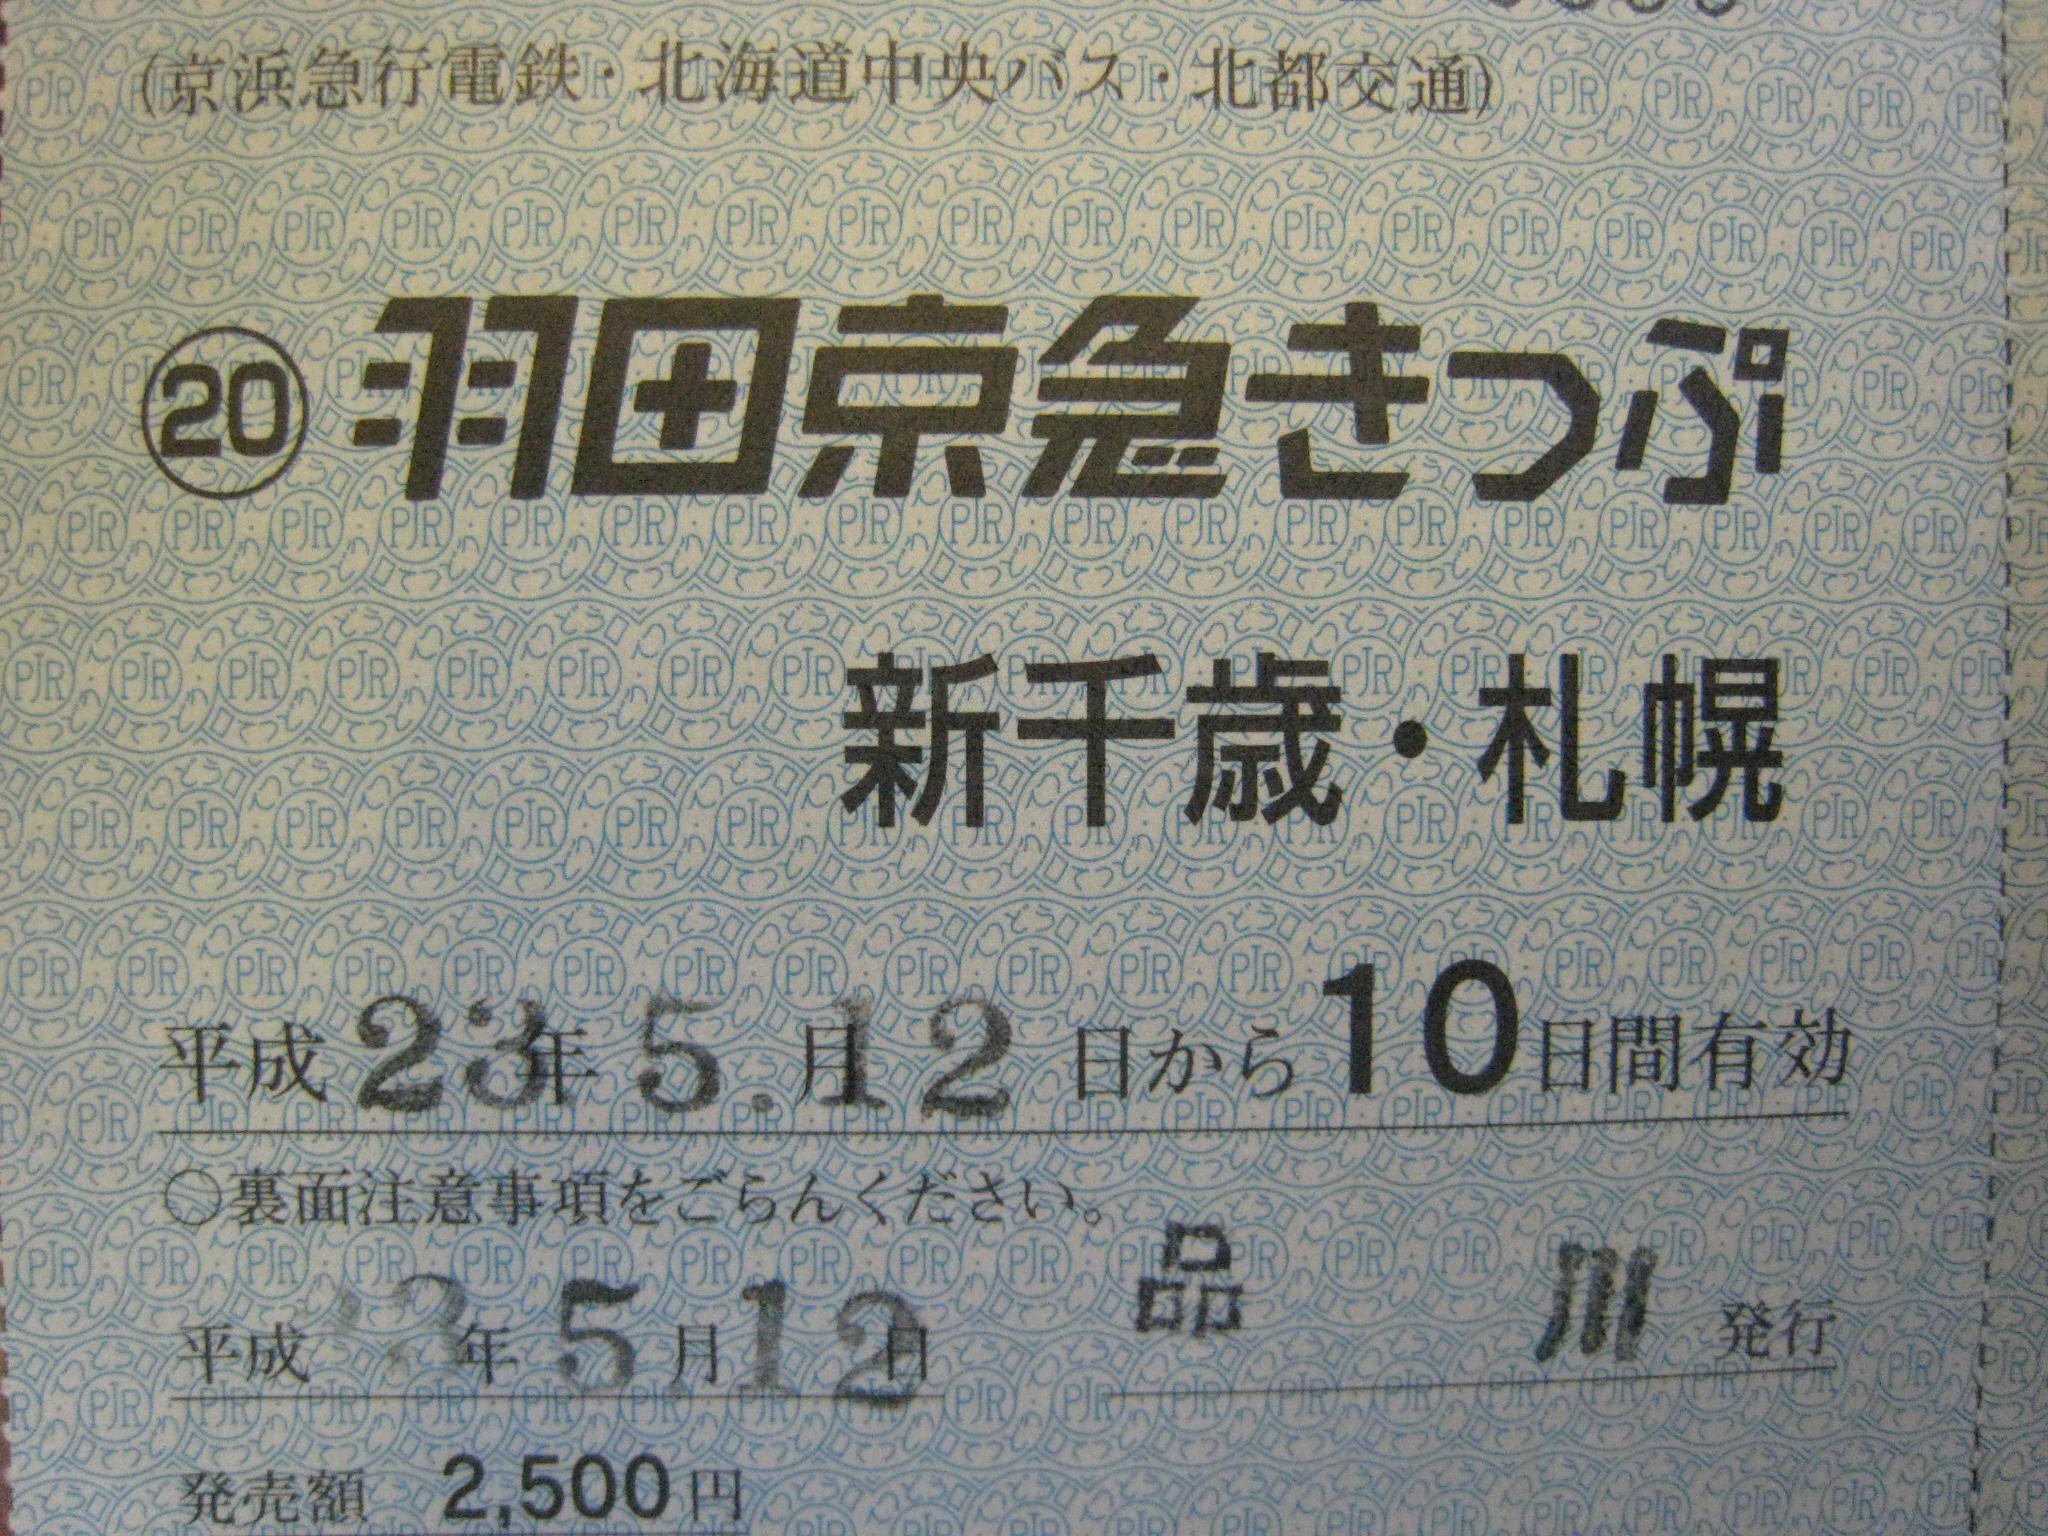 (京浜急行電鉄・北海道中央バス・北都交通)
⑳ 羽田京急きっぷ
新千歳・札幌
平成23年5.月12日から10日間有効
○裏面注意事項をごらんください。
平成 年5月12日 品川 発行
発売額 2,500円